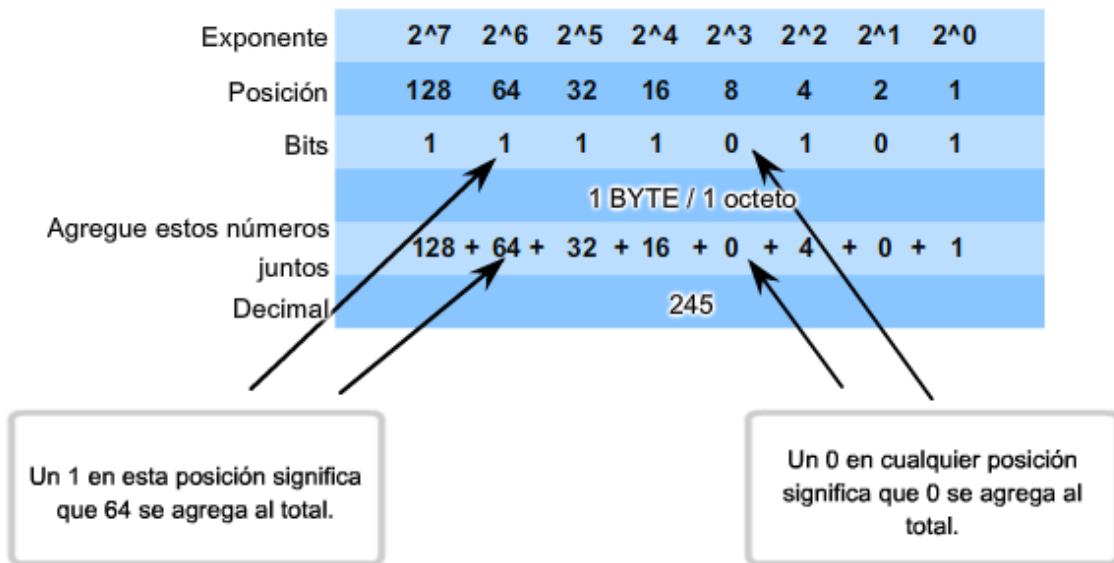 Exponente 2^7 2^6 2^5 2^4 2^3 2^2 2^1 2^0
Posición 128 64 32 16 8 4 2 1
Bits 1 1 1 1 0 1 0 1
1 BYTE / 1 octeto
Agregue estos números
juntos
128 + 64 + 32 + 16 + 0 + 4 + 0 + 1
Decimal 245
Un 1 en esta posición significa
que 64 se agrega al total.
Un 0 en cualquier posición
significa que 0 se agrega al
total.